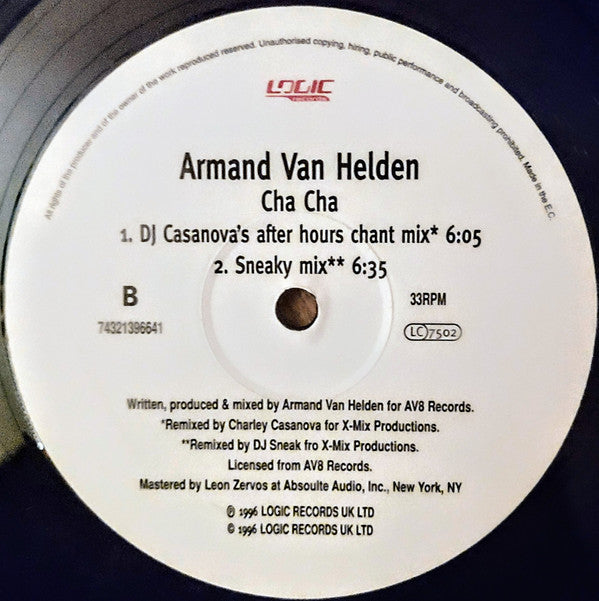 All rights of the producer and of the owner of the work reproduced reserved. Unauthorised copying, hiring, public performance and broadcasting prohibited. Made in the E.C.
LOGIC
records
Armand Van Helden
Cha Cha
1. DJ Casanova's after hours chant mix* 6:05
2. Sneaky mix** 6:35
B
33RPM
74321396641
LC 7502
Written, produced & mixed by Armand Van Helden for AV8 Records.
*Remixed by Charley Casanova for X-Mix Productions.
**Remixed by DJ Sneak fro X-Mix Productions.
Licensed from AV8 Records.
Mastered by Leon Zervos at Absoulte Audio, Inc., New York, NY
℗ 1996 LOGIC RECORDS UK LTD
© 1996 LOGIC RECORDS UK LTD